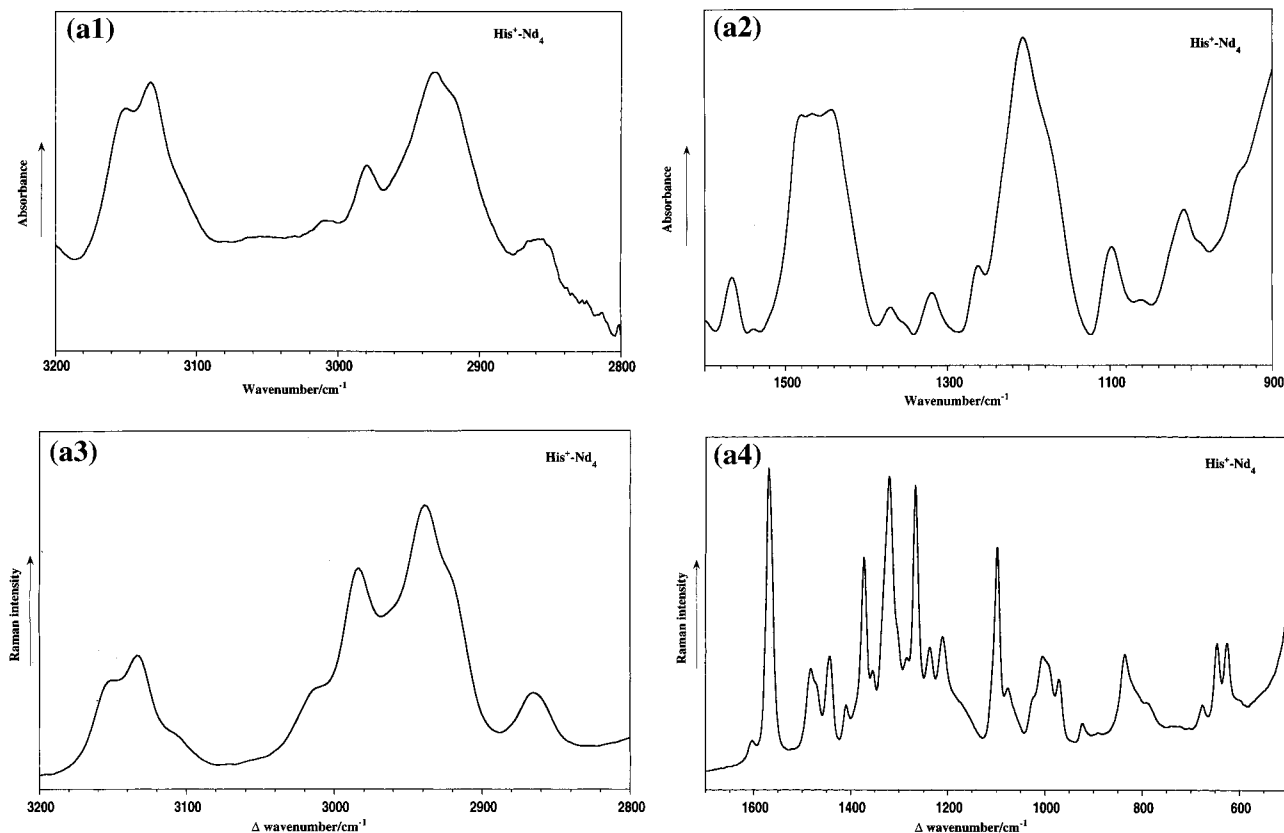 (a1)
His⁺-Nd₄
Absorbance
3200 3100 3000 2900 2800
Wavenumber/cm⁻¹
(a2)
His⁺-Nd₄
Absorbance
1500 1300 1100 900
Wavenumber/cm⁻¹
(a3)
His⁺-Nd₄
Raman intensity
3200 3100 3000 2900 2800
Δ wavenumber/cm⁻¹
(a4)
His⁺-Nd₄
Raman intensity
1600 1400 1200 1000 800 600
Δ wavenumber/cm⁻¹